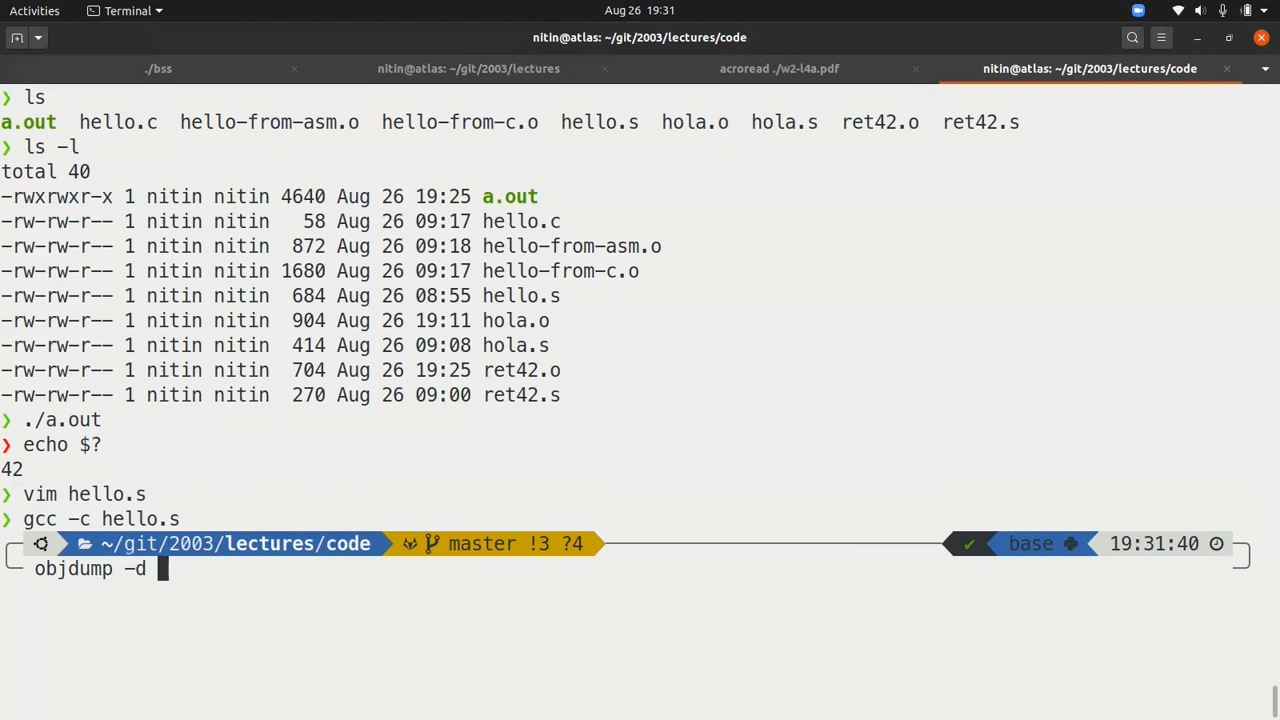 Activities Terminal Aug 26 19:31
nitin@atlas: ~/git/2003/lectures/code
./bss nitin@atlas: ~/git/2003/lectures acroread ./w2-l4a.pdf nitin@atlas: ~/git/2003/lectures/code
❯ ls
a.out hello.c hello-from-asm.o hello-from-c.o hello.s hola.o hola.s ret42.o ret42.s
❯ ls -l
total 40
-rwxrwxr-x 1 nitin nitin 4640 Aug 26 19:25 a.out
-rw-rw-r-- 1 nitin nitin 58 Aug 26 09:17 hello.c
-rw-rw-r-- 1 nitin nitin 872 Aug 26 09:18 hello-from-asm.o
-rw-rw-r-- 1 nitin nitin 1680 Aug 26 09:17 hello-from-c.o
-rw-rw-r-- 1 nitin nitin 684 Aug 26 08:55 hello.s
-rw-rw-r-- 1 nitin nitin 904 Aug 26 19:11 hola.o
-rw-rw-r-- 1 nitin nitin 414 Aug 26 09:08 hola.s
-rw-rw-r-- 1 nitin nitin 704 Aug 26 19:25 ret42.o
-rw-rw-r-- 1 nitin nitin 270 Aug 26 09:00 ret42.s
❯ ./a.out
❯ echo $?
42
❯ vim hello.s
❯ gcc -c hello.s
~/git/2003/lectures/code master !3 ?4 ✔ base 19:31:40
objdump -d